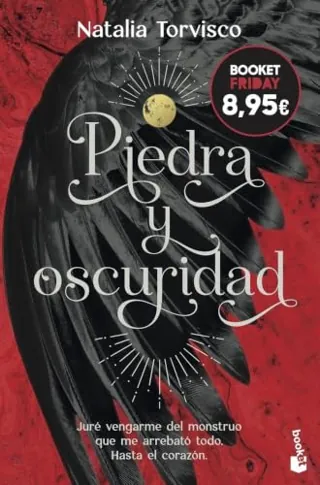 Natalia Torvisco
BOOKET
FRIDAY
8,95€
Piedra
y
oscuridad
Juré vengarme del monstruo
que me arrebató todo.
Hasta el corazón.
booket